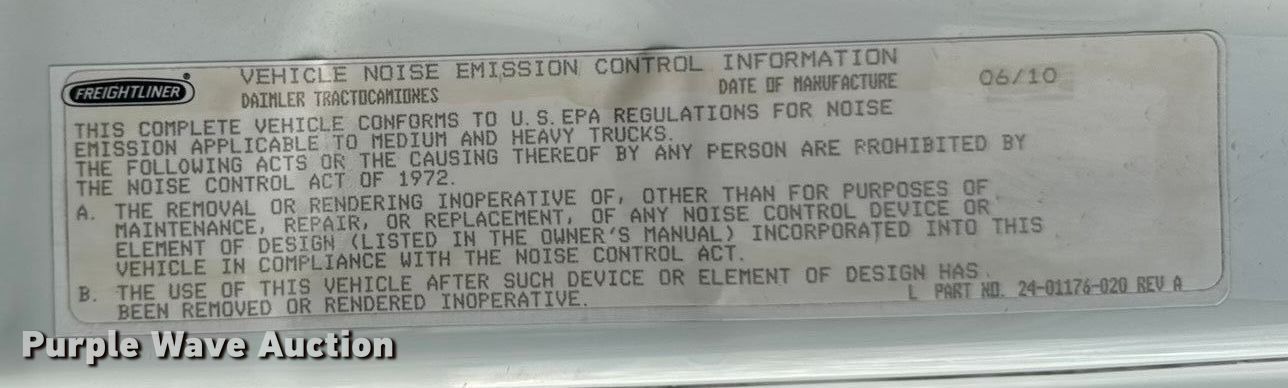 FREIGHTLINER®
VEHICLE NOISE EMISSION CONTROL INFORMATION
DAIMLER TRACTOCAMIONES
DATE OF MANUFACTURE 06/10
THIS COMPLETE VEHICLE CONFORMS TO U.S.EPA REGULATIONS FOR NOISE
EMISSION APPLICABLE TO MEDIUM AND HEAVY TRUCKS.
THE FOLLOWING ACTS OR THE CAUSING THEREOF BY ANY PERSON ARE PROHIBITED BY
THE NOISE CONTROL ACT OF 1972.
A. THE REMOVAL OR RENDERING INOPERATIVE OF, OTHER THAN FOR PURPOSES OF
MAINTENANCE, REPAIR, OR REPLACEMENT, OF ANY NOISE CONTROL DEVICE OR
ELEMENT OF DESIGN (LISTED IN THE OWNER'S MANUAL) INCORPORATED INTO THIS
VEHICLE IN COMPLIANCE WITH THE NOISE CONTROL ACT.
B. THE USE OF THIS VEHICLE AFTER SUCH DEVICE OR ELEMENT OF DESIGN HAS
BEEN REMOVED OR RENDERED INOPERATIVE.
L PART NO. 24-01176-020 REV A
Purple Wave Auction